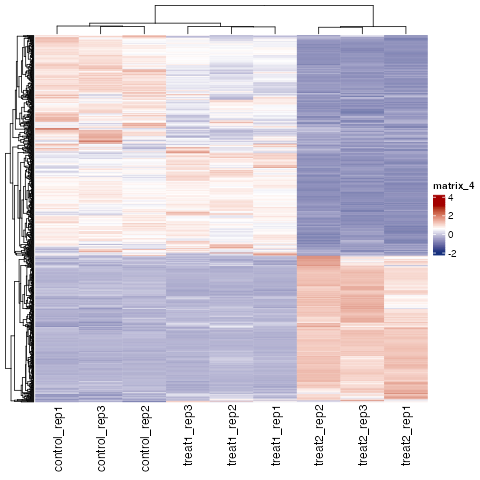 matrix_4
4
2
0
-2
control_rep1
control_rep3
control_rep2
treat1_rep3
treat1_rep2
treat1_rep1
treat2_rep2
treat2_rep3
treat2_rep1